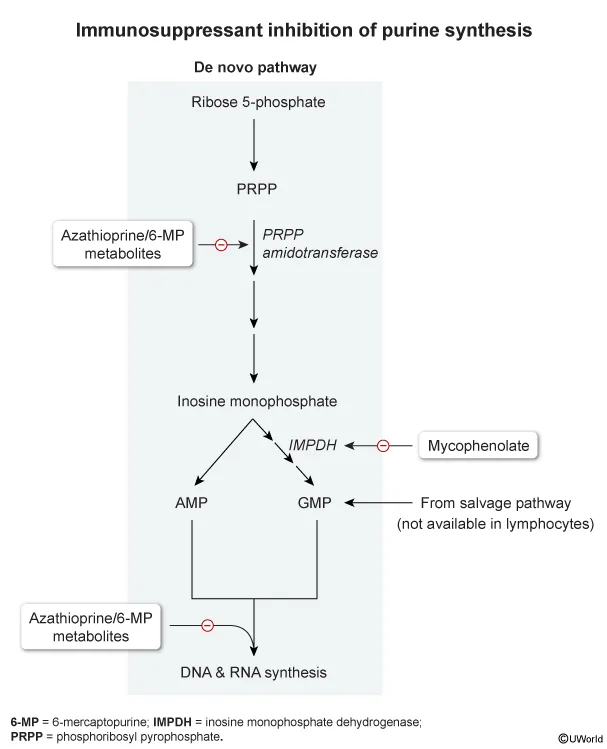 Immunosuppressant inhibition of purine synthesis
De novo pathway
Ribose 5-phosphate
PRPP
Azathioprine/6-MP
metabolites
PRPP
amidotransferase
Inosine monophosphate
IMPDH
Mycophenolate
AMP
GMP
From salvage pathway
(not available in lymphocytes)
Azathioprine/6-MP
metabolites
DNA & RNA synthesis
6-MP = 6-mercaptopurine; IMPDH = inosine monophosphate dehydrogenase;
PRPP = phosphoribosyl pyrophosphate.
©UWorld